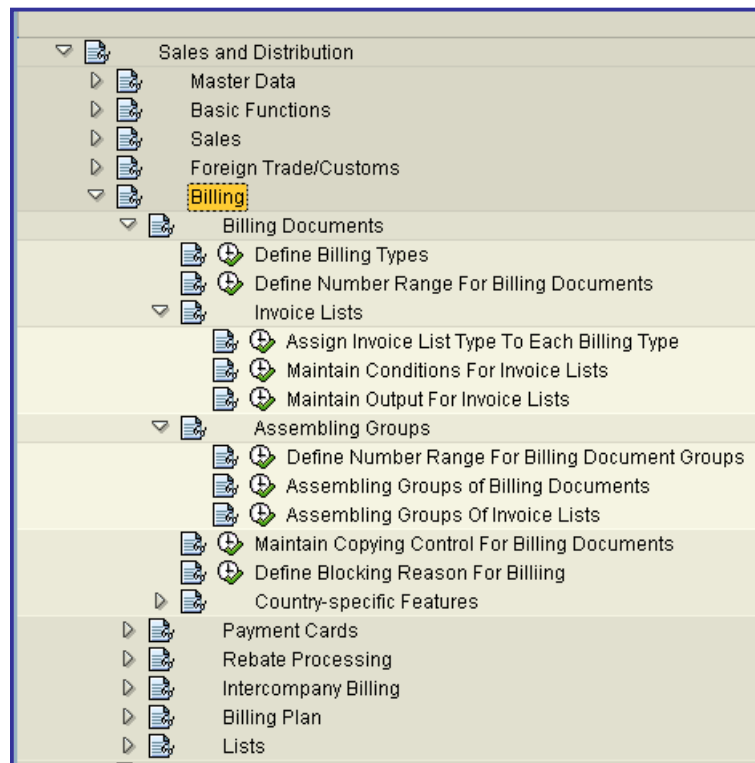 Sales and Distribution
Master Data
Basic Functions
Sales
Foreign Trade/Customs
Billing
Billing Documents
Define Billing Types
Define Number Range For Billing Documents
Invoice Lists
Assign Invoice List Type To Each Billing Type
Maintain Conditions For Invoice Lists
Maintain Output For Invoice Lists
Assembling Groups
Define Number Range For Billing Document Groups
Assembling Groups of Billing Documents
Assembling Groups Of Invoice Lists
Maintain Copying Control For Billing Documents
Define Blocking Reason For Billiing
Country-specific Features
Payment Cards
Rebate Processing
Intercompany Billing
Billing Plan
Lists